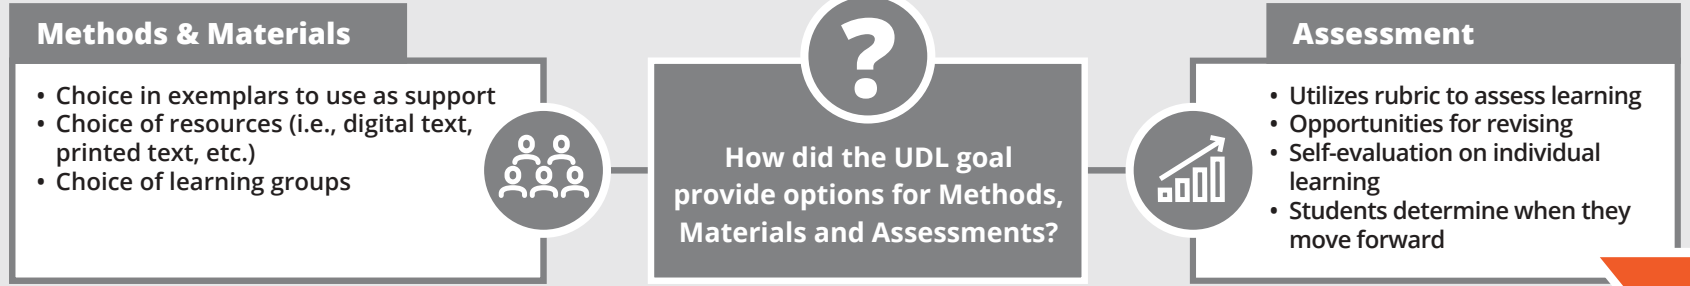 Methods & Materials
• Choice in exemplars to use as support
• Choice of resources (i.e., digital text,
printed text, etc.)
• Choice of learning groups
?
How did the UDL goal
provide options for Methods,
Materials and Assessments?
Assessment
• Utilizes rubric to assess learning
• Opportunities for revising
• Self-evaluation on individual
learning
• Students determine when they
move forward